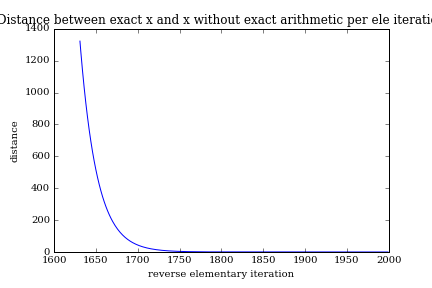 Distance between exact x and x without exact arithmetic per ele iteratio
1400
1200
1000
800
600
400
200
0
distance
1600 1650 1700 1750 1800 1850 1900 1950 2000
reverse elementary iteration